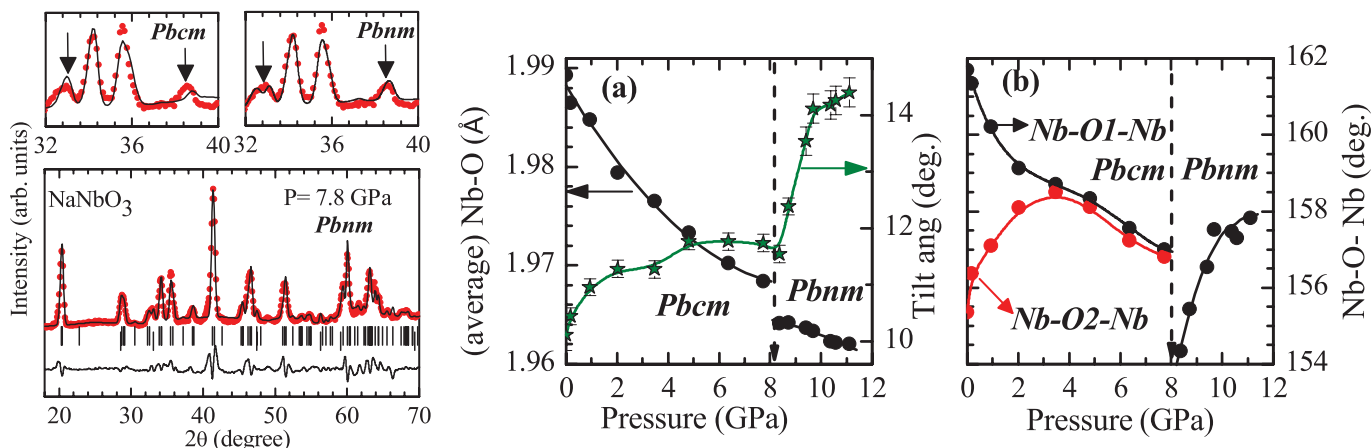 Pbcm
32 36 40
Pbnm
32 36 40
Intensity (arb. units)
NaNbO3
P= 7.8 GPa
Pbnm
20 30 40 50 60 70
2θ (degree)
(a)
(average) Nb-O (Å)
1.99
1.98
1.97
1.96
Pbcm
Pbnm
0 2 4 6 8 10 12
Pressure (GPa)
14
12
10
Tilt ang (deg.)
(b)
Nb-O1-Nb
Pbcm
Pbnm
Nb-O2-Nb
0 2 4 6 8 10 12
Pressure (GPa)
162
160
158
156
154
Nb-O- Nb (deg.)